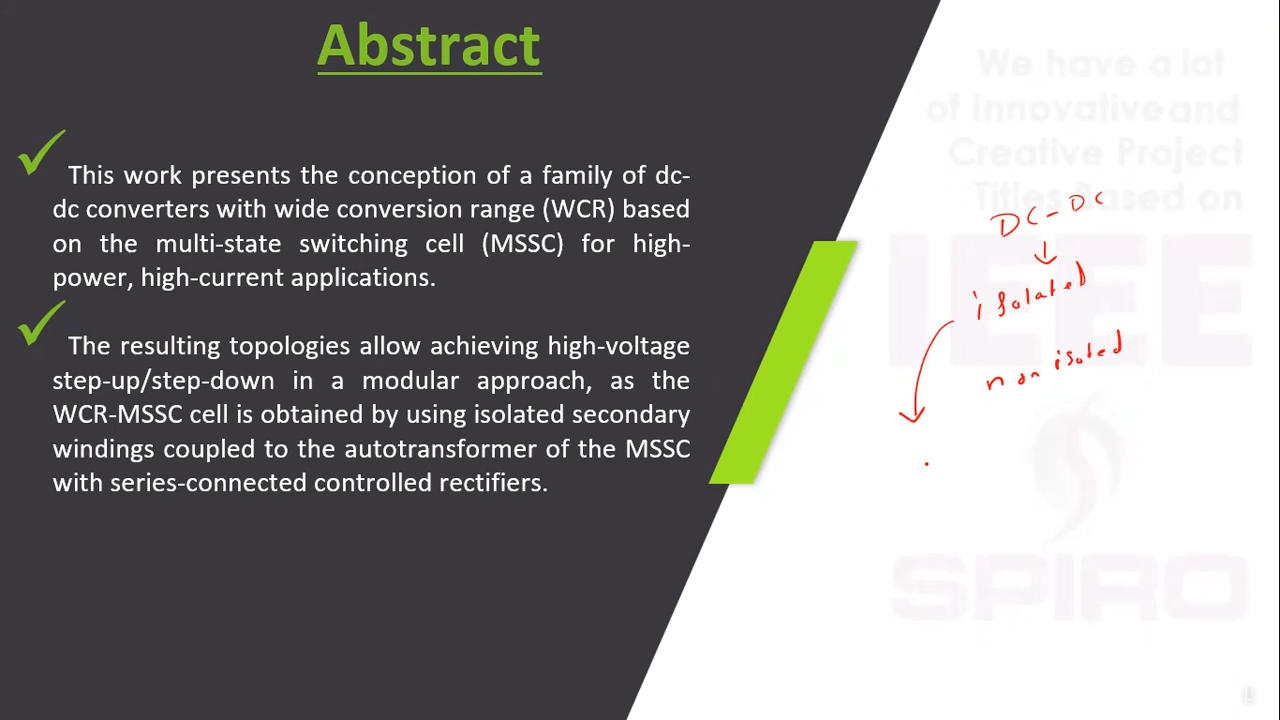 Abstract
This work presents the conception of a family of dc-
dc converters with wide conversion range (WCR) based
on the multi-state switching cell (MSSC) for high-
power, high-current applications.
The resulting topologies allow achieving high-voltage
step-up/step-down in a modular approach, as the
WCR-MSSC cell is obtained by using isolated secondary
windings coupled to the autotransformer of the MSSC
with series-connected controlled rectifiers.
We have a lot
of Innovative and
Creative Project
Titles Based on
IEEE
SPIRO
DC - DC
isolated
non isoted